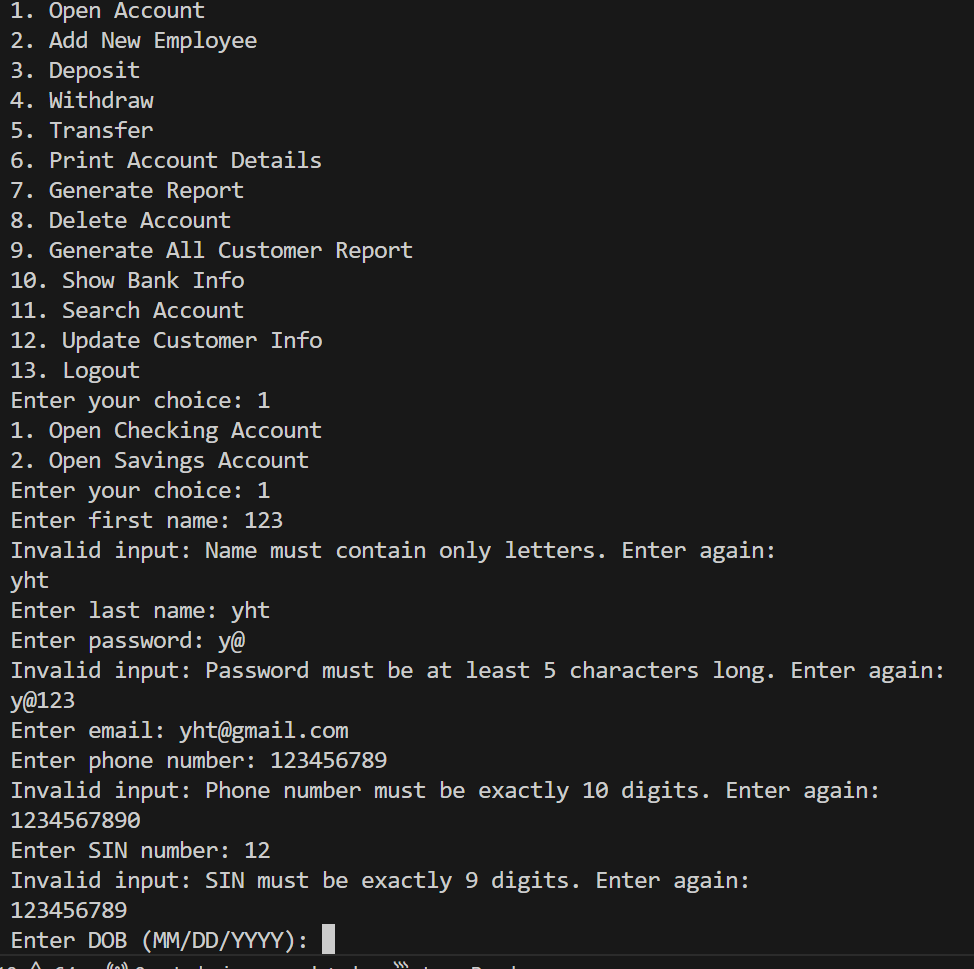 1. Open Account
2. Add New Employee
3. Deposit
4. Withdraw
5. Transfer
6. Print Account Details
7. Generate Report
8. Delete Account
9. Generate All Customer Report
10. Show Bank Info
11. Search Account
12. Update Customer Info
13. Logout
Enter your choice: 1
1. Open Checking Account
2. Open Savings Account
Enter your choice: 1
Enter first name: 123
Invalid input: Name must contain only letters. Enter again:
yht
Enter last name: yht
Enter password: y@
Invalid input: Password must be at least 5 characters long. Enter again:
y@123
Enter email: yht@gmail.com
Enter phone number: 123456789
Invalid input: Phone number must be exactly 10 digits. Enter again:
1234567890
Enter SIN number: 12
Invalid input: SIN must be exactly 9 digits. Enter again:
123456789
Enter DOB (MM/DD/YYYY):